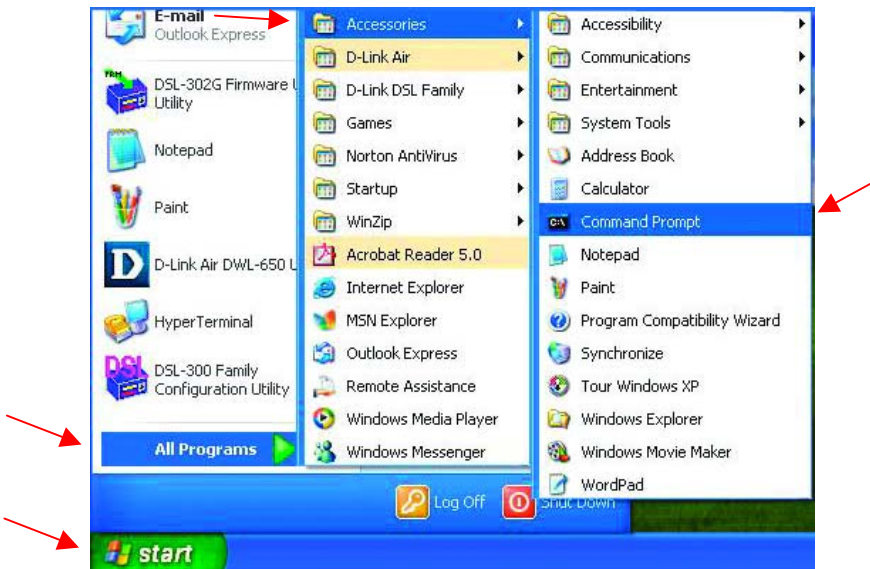 E-mail
Outlook Express
DSL-302G Firmware U
Utility
Notepad
Paint
D-Link Air DWL-650 U
HyperTerminal
DSL-300 Family
Configuration Utility
All Programs
Accessories
D-Link Air
D-Link DSL Family
Games
Norton AntiVirus
Startup
WinZip
Acrobat Reader 5.0
Internet Explorer
MSN Explorer
Outlook Express
Remote Assistance
Windows Media Player
Windows Messenger
Accessibility
Communications
Entertainment
System Tools
Address Book
Calculator
Command Prompt
Notepad
Paint
Program Compatibility Wizard
Synchronize
Tour Windows XP
Windows Explorer
Windows Movie Maker
WordPad
Log Off
Shut Down
start